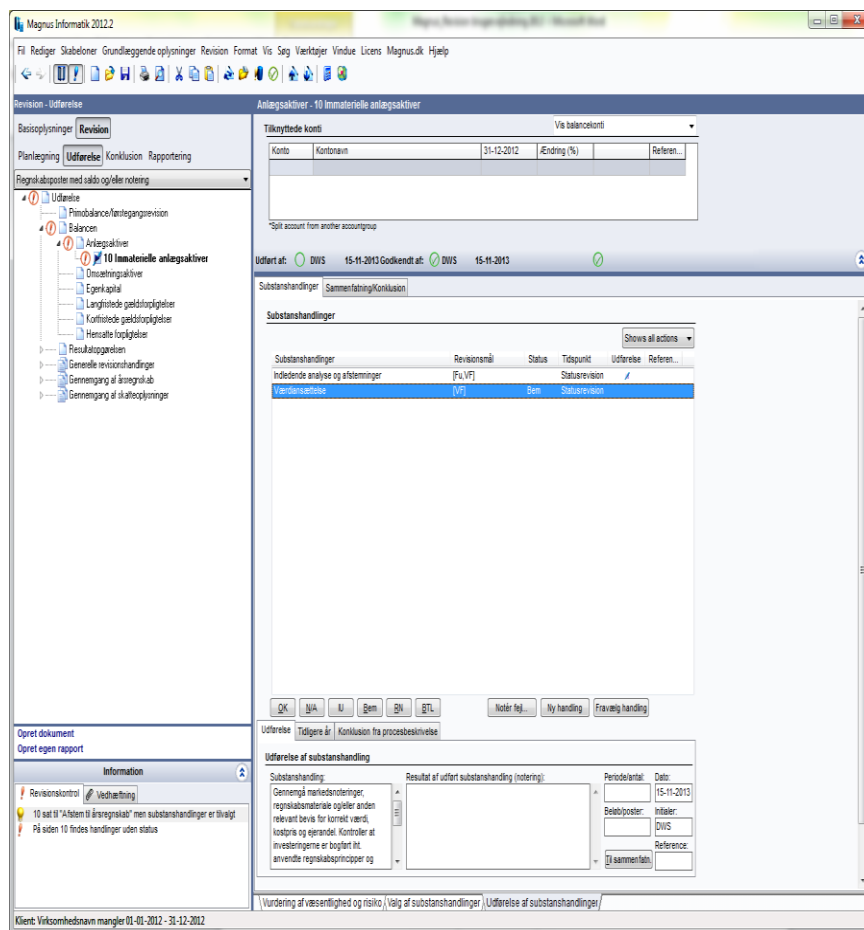 Magnus Informatik 2012.2
Fil Rediger Skabeloner Grundlæggende oplysninger Revision Format Vis Søg Værktøjer Vindue Licens Magnus.dk Hjælp
Revision - Udførelse
Basisoplysninger Revision
Planlægning Udførelse Konklusion Rapportering
Regnskabsposter med saldo og/eller notering
Udførelse
Primobalance/førstegangsrevision
Balancen
Anlægsaktiver
10 Immaterielle anlægsaktiver
Omsætningsaktiver
Egenkapital
Langfristede gældsforpligtelser
Kortfristede gældsforpligtelser
Hensatte forpligtelser
Resultatopgørelsen
Generelle revisionshandlinger
Gennemgang af årsregnskab
Gennemgang af skatteoplysninger
Opret dokument
Opret egen rapport
Information
Revisionskontrol Vedhæftning
10 sat til "Afstem til årsregnskab" men substanshandlinger er tilvalgt
På siden 10 findes handlinger uden status
Anlægsaktiver - 10 Immaterielle anlægsaktiver
Tilknyttede konti Vis balancekonti
Konto Kontonavn 31-12-2012 Ændring (%) Referen...
*Split account from another accountgroup
Udført af: DWS 15-11-2013 Godkendt af: DWS 15-11-2013
Substanshandlinger Sammenfatning/Konklusion
Substanshandlinger
Shows all actions
Substanshandlinger Revisionsmål Status Tidspunkt Udførelse Referen...
Indledende analyse og afstemninger [Fu,VF] Statusrevision
Værdiansættelse [VF] Bem Statusrevision
OK N/A IU Bem RN BTL Notér fejl... Ny handling Fravælg handling
Udførelse Tidligere år Konklusion fra procesbeskrivelse
Udførelse af substanshandling
Substanshandling: Resultat af udført substanshandling (notering): Periode/antal: Dato:
Gennemgå markedsnoteringer,
regnskabsmateriale og/eller anden
relevant bevis for korrekt værdi,
kostpris og ejerandel. Kontroller at
investeringerne er bogført iht.
anvendte regnskabsprincipper og
15-11-2013
Beløb/poster: Initialer:
DWS
Reference:
Til sammenfatn.
Vurdering af væsentlighed og risiko Valg af substanshandlinger Udførelse af substanshandlinger
Klient: Virksomhedsnavn mangler 01-01-2012 - 31-12-2012